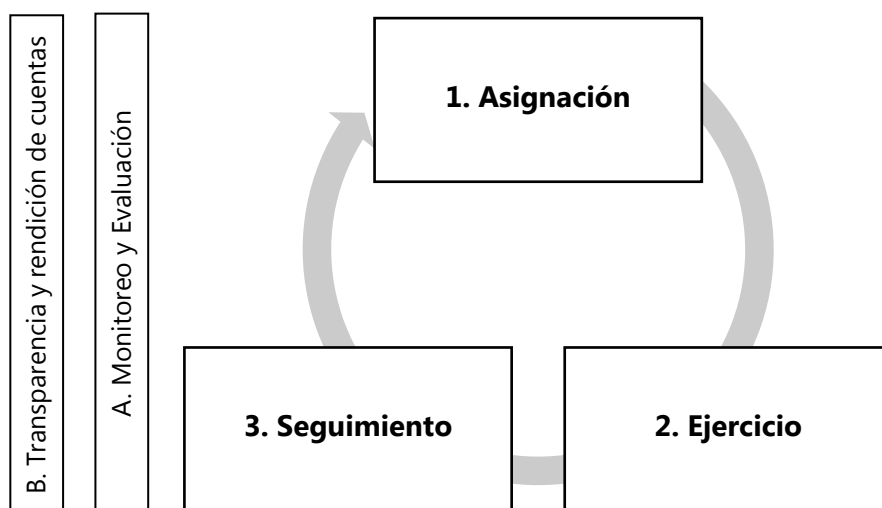 B. Transparencia y rendición de cuentas
A. Monitoreo y Evaluación
1. Asignación
3. Seguimiento
2. Ejercicio